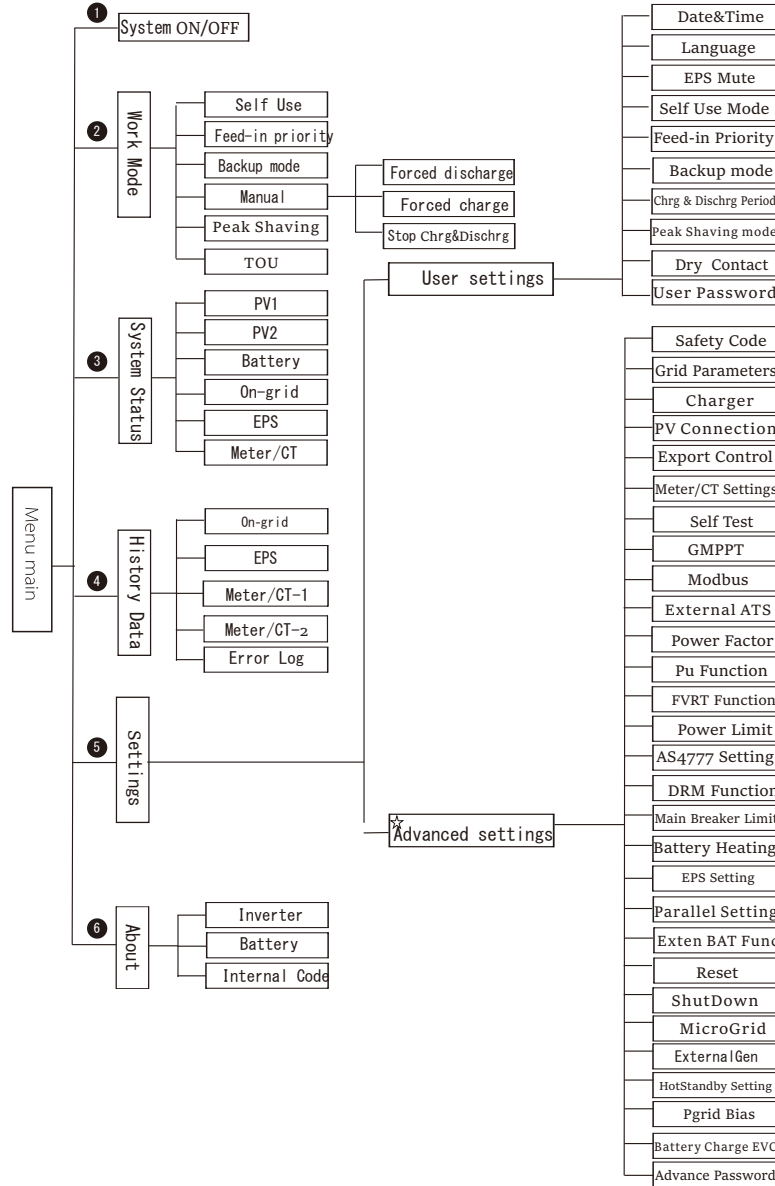 Menu main
1
System ON/OFF
2
Work Mode
Self Use
Feed-in priority
Backup mode
Manual
Forced discharge
Forced charge
Stop Chrg&Dischrg
Peak Shaving
TOU
3
System Status
PV1
PV2
Battery
On-grid
EPS
Meter/CT
4
History Data
On-grid
EPS
Meter/CT-1
Meter/CT-2
Error Log
5
Settings
User settings
Date&Time
Language
EPS Mute
Self Use Mode
Feed-in Priority
Backup mode
Chrg & Dischrg Period
Peak Shaving mode
Dry Contact
User Password
☆
Advanced settings
Safety Code
Grid Parameters
Charger
PV Connection
Export Control
Meter/CT Settings
Self Test
GMPPT
Modbus
External ATS
Power Factor
Pu Function
FVRT Function
Power Limit
AS4777 Setting
DRM Function
Main Breaker Limit
Battery Heating
EPS Setting
Parallel Setting
Exten BAT Func
Reset
ShutDown
MicroGrid
ExternalGen
HotStandby Setting
Pgrid Bias
Battery Charge EVC
Advance Password
6
About
Inverter
Battery
Internal Code